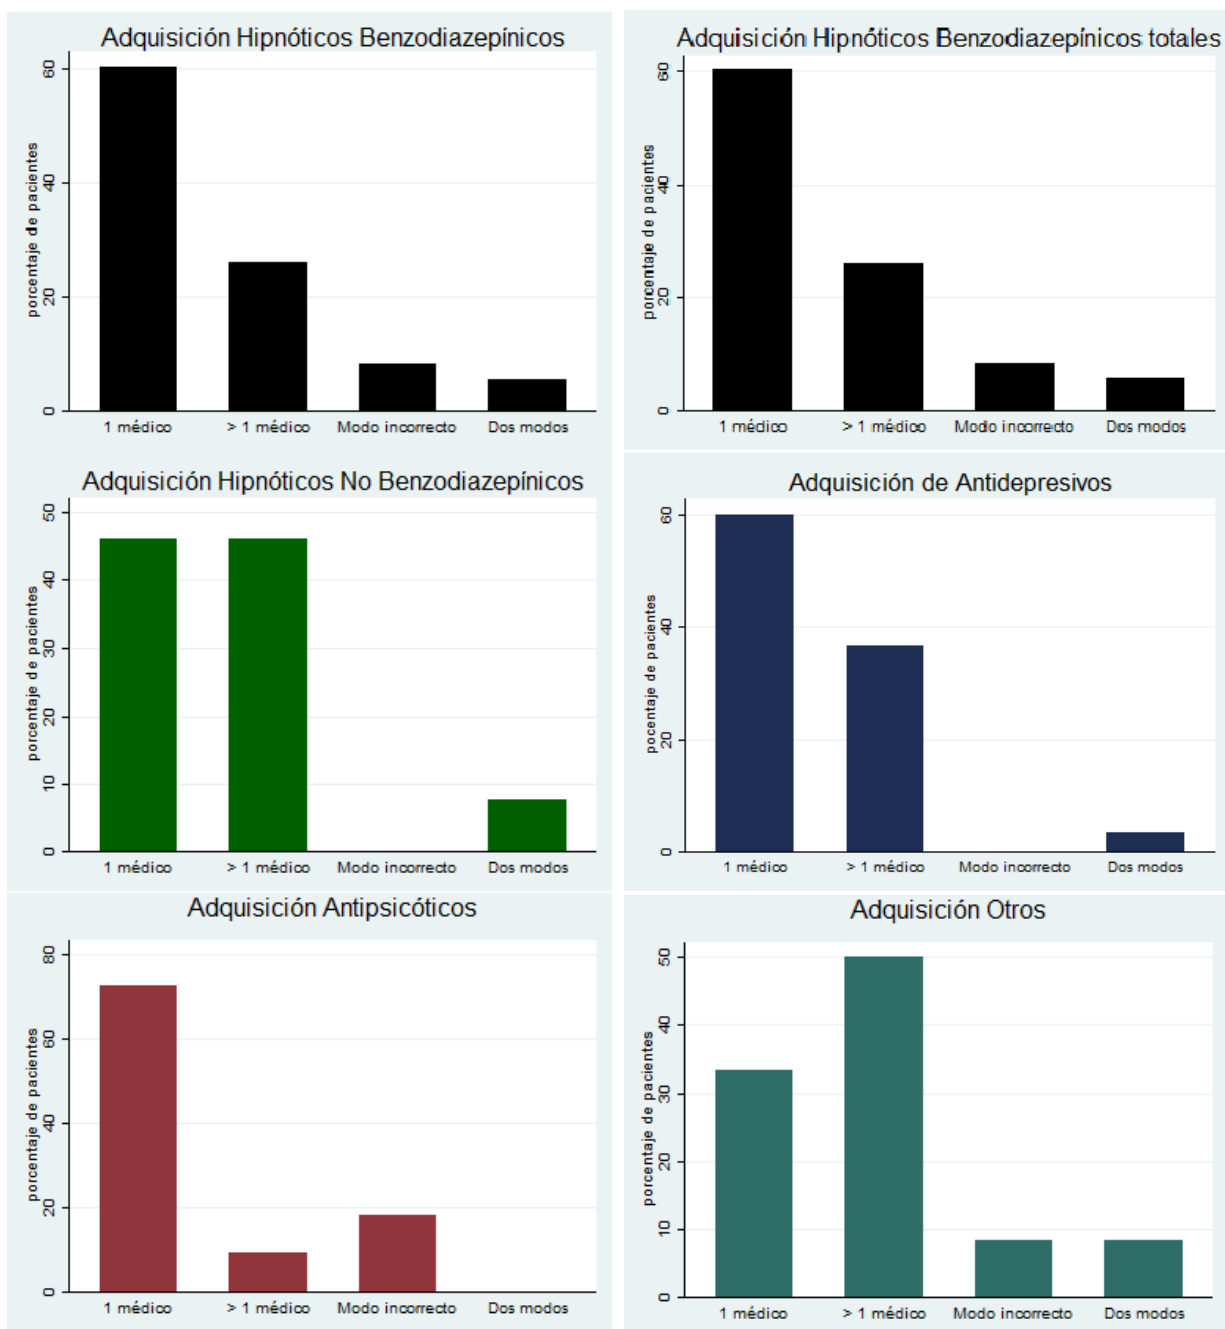 Adquisición Hipnóticos Benzodiazepínicos
porcentaje de pacientes
60
40
20
0
1 médico > 1 médico Modo incorrecto Dos modos
Adquisición Hipnóticos Benzodiazepínicos totales
porcentaje de pacientes
60
40
20
0
1 médico > 1 médico Modo incorrecto Dos modos
Adquisición Hipnóticos No Benzodiazepínicos
porcentaje de pacientes
50
40
30
20
10
0
1 médico > 1 médico Modo incorrecto Dos modos
Adquisición de Antidepresivos
pocentaje de pacientes
60
40
20
0
1 médico > 1 médico Modo incorrecto Dos modos
Adquisición Antipsicóticos
porcentaje de pacientes
80
60
40
20
0
1 médico > 1 médico Modo incorrecto Dos modos
Adquisición Otros
porcentaje de pacientes
50
40
30
20
10
0
1 médico > 1 médico Modo incorrecto Dos modos